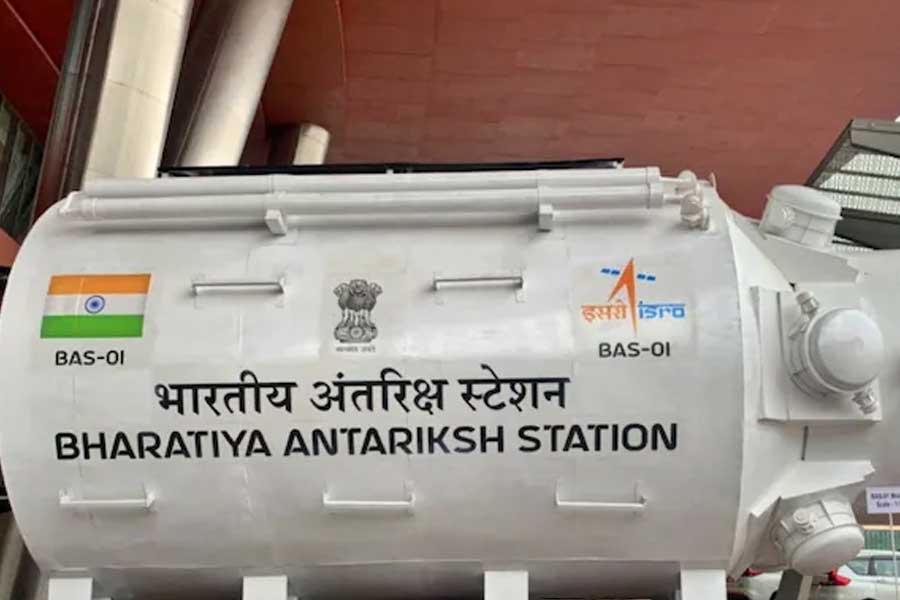 BAS-01
इसरो isro
BAS-01
भारतीय अंतरिक्ष स्टेशन
BHARATIYA ANTARIKSH STATION